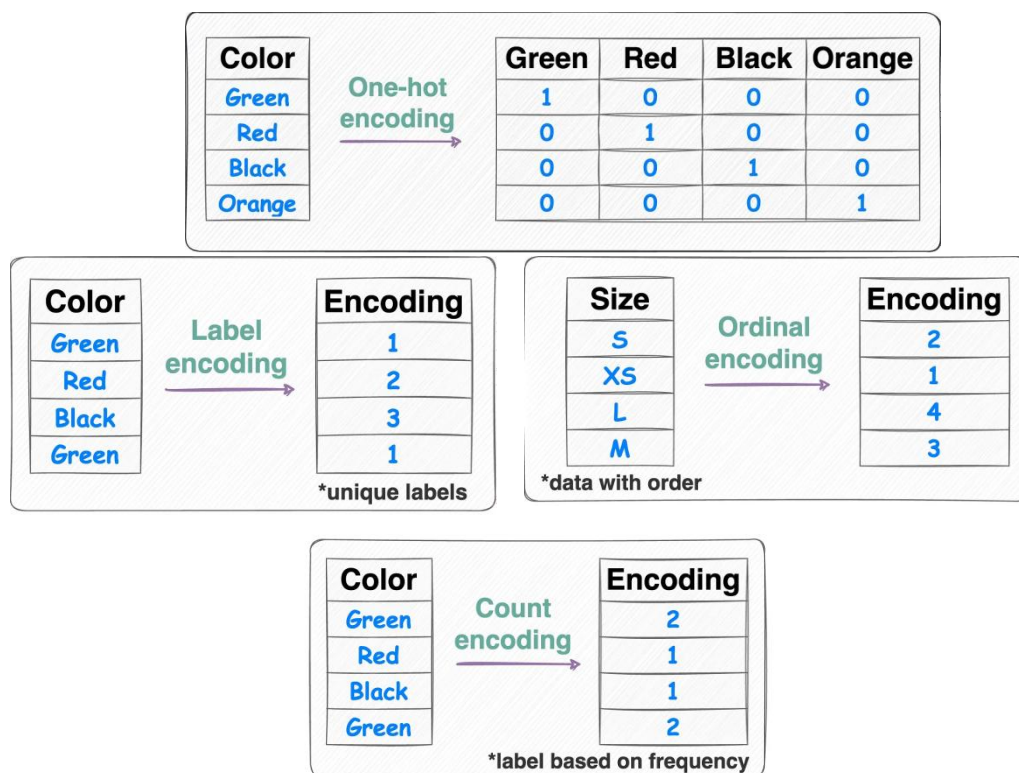 Color
Green
Red
Black
Orange
One-hot
encoding
Green Red Black Orange
1 0 0 0
0 1 0 0
0 0 1 0
0 0 0 1
Color
Green
Red
Black
Green
Label
encoding
Encoding
1
2
3
1
*unique labels
Size
S
XS
L
M
Ordinal
encoding
Encoding
2
1
4
3
*data with order
Color
Green
Red
Black
Green
Count
encoding
Encoding
2
1
1
2
*label based on frequency